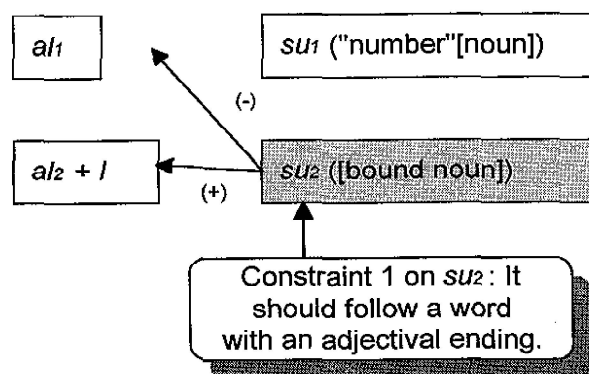 al₁
su₁ ("number"[noun])
(-)
al₂ + l
su₂ ([bound noun])
(+)
Constraint 1 on su₂ : It
should follow a word
with an adjectival ending.